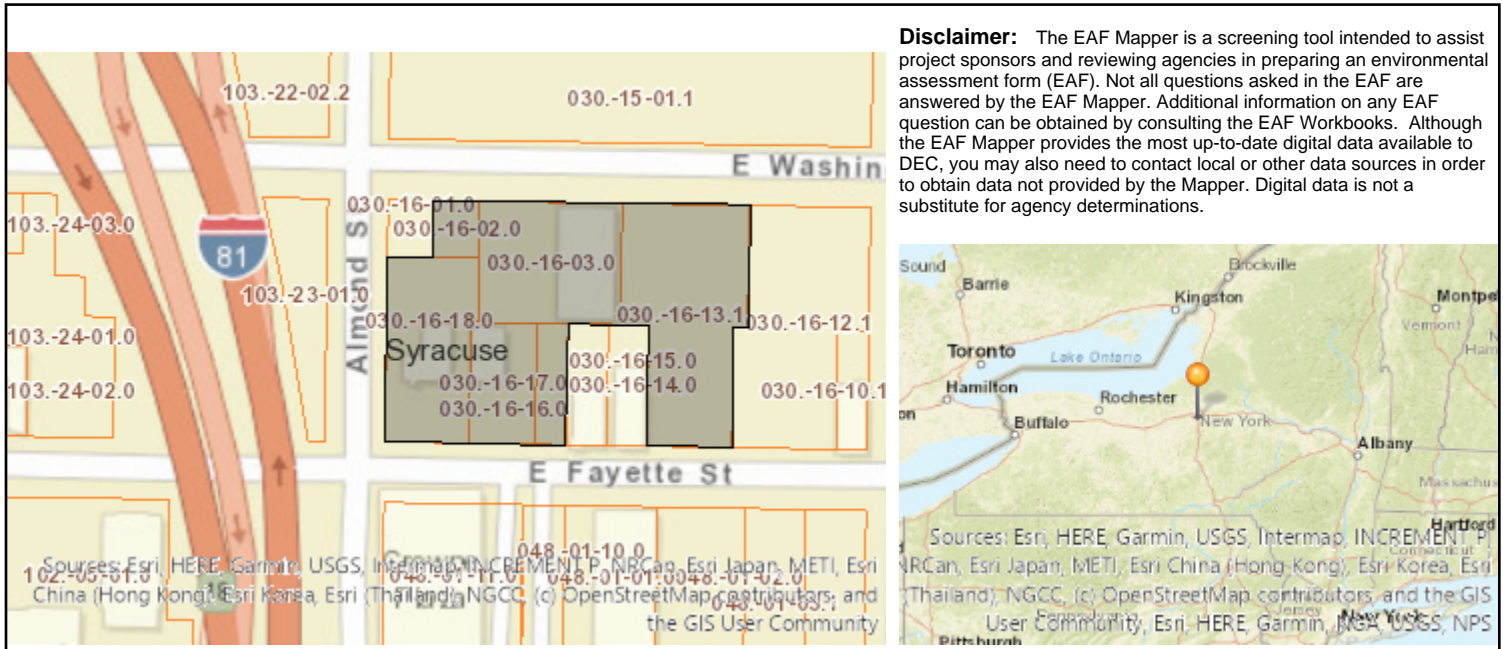 Disclaimer: The EAF Mapper is a screening tool intended to assist
project sponsors and reviewing agencies in preparing an environmental
assessment form (EAF). Not all questions asked in the EAF are
answered by the EAF Mapper. Additional information on any EAF
question can be obtained by consulting the EAF Workbooks. Although
the EAF Mapper provides the most up-to-date digital data available to
DEC, you may also need to contact local or other data sources in order
to obtain data not provided by the Mapper. Digital data is not a
substitute for agency determinations.
103.-22-02.2
030.-15-01.1
E Washin
103.-24-03.0
81
Almond S
030.-16-01.0
030.-16-02.0
030.-16-03.0
103.-23-01.0
030.-16-18.0
030.-16-13.1
030.-16-12.1
103.-24-01.0
Syracuse
030.-16-15.0
030.-16-17.0
030.-16-14.0
103.-24-02.0
030.-16-16.0
030.-16-10.1
E Fayette St
048.-01-10.0
102.-05-01.0
18
Sources: Esri, HERE, Garmin, USGS, Intermap, INCREMENT P, NRCan, Esri Japan, METI, Esri
China (Hong Kong), Esri Korea, Esri (Thailand), NGCC, (c) OpenStreetMap contributors, and
the GIS User Community
Sound
Barrie
Brockville
Kingston
Montpe
Vermont
Toronto
Lake Ontario
Ham
Hamilton
Rochester
on
Buffalo
New York
Albany
Massachus
Hartford
Connecticut
Sources: Esri, HERE, Garmin, USGS, Intermap, INCREMENT P,
NRCan, Esri Japan, METI, Esri China (Hong Kong), Esri Korea, Esri
(Thailand), NGCC, (c) OpenStreetMap contributors, and the GIS
Pennsylvania
Jersey
New York
User Community, Esri, HERE, Garmin, NGA, USGS, NPS
Pittsburgh